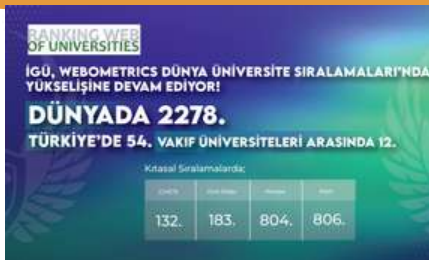 RANKING WEB
OF UNIVERSITIES
İGÜ, WEBOMETRICS DÜNYA ÜNİVERSİTE SIRALAMALARI'NDA
YÜKSELİŞİNE DEVAM EDİYOR!
DÜNYADA 2278.
TÜRKİYE'DE 54. VAKIF ÜNİVERSİTELERİ ARASINDA 12.
Kıtasal Sıralamalarda;
132. 183. 804. 806.